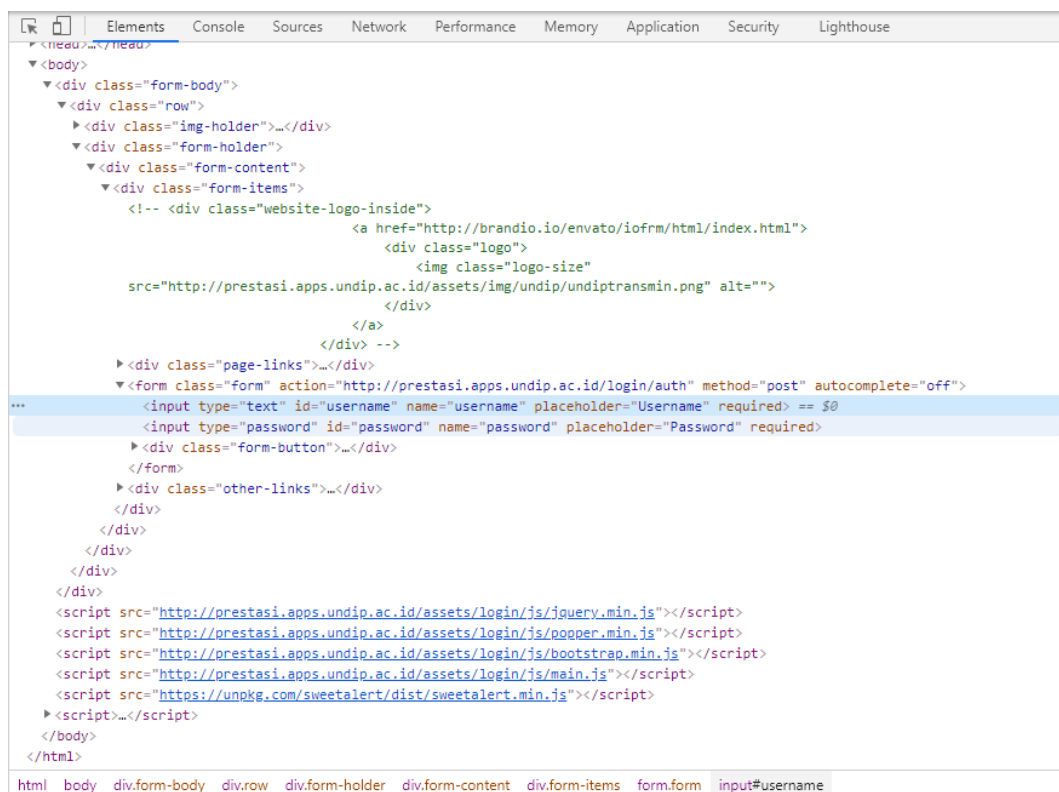 Elements Console Sources Network Performance Memory Application Security Lighthouse
▶<head>…</head>
▼<body>
▼<div class="form-body">
▼<div class="row">
▶<div class="img-holder">…</div>
▼<div class="form-holder">
▼<div class="form-content">
▼<div class="form-items">
<!-- <div class="website-logo-inside">
<a href="http://brandio.io/envato/iofrm/html/index.html">
<div class="logo">
<img class="logo-size"
src="http://prestasi.apps.undip.ac.id/assets/img/undip/undiptransmin.png" alt="">
</div>
</a>
</div> -->
▶<div class="page-links">…</div>
▼<form class="form" action="http://prestasi.apps.undip.ac.id/login/auth" method="post" autocomplete="off">
… <input type="text" id="username" name="username" placeholder="Username" required> == $0
<input type="password" id="password" name="password" placeholder="Password" required>
▶<div class="form-button">…</div>
</form>
▶<div class="other-links">…</div>
</div>
</div>
</div>
</div>
</div>
<script src="http://prestasi.apps.undip.ac.id/assets/login/js/jquery.min.js"></script>
<script src="http://prestasi.apps.undip.ac.id/assets/login/js/popper.min.js"></script>
<script src="http://prestasi.apps.undip.ac.id/assets/login/js/bootstrap.min.js"></script>
<script src="http://prestasi.apps.undip.ac.id/assets/login/js/main.js"></script>
<script src="https://unpkg.com/sweetalert/dist/sweetalert.min.js"></script>
▶<script>…</script>
</body>
</html>
html body div.form-body div.row div.form-holder div.form-content div.form-items form.form input#username